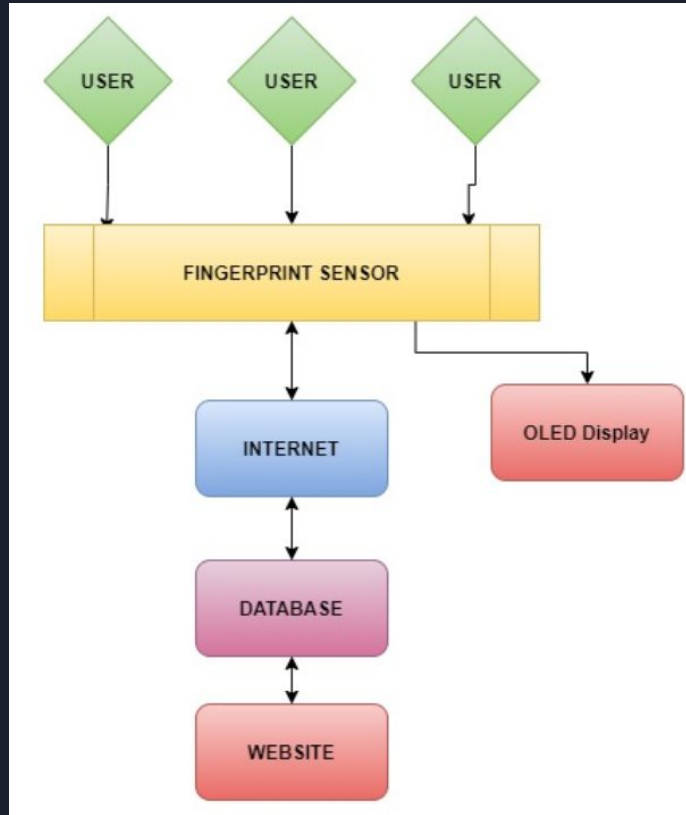 USER
USER
USER
FINGERPRINT SENSOR
INTERNET
OLED Display
DATABASE
WEBSITE